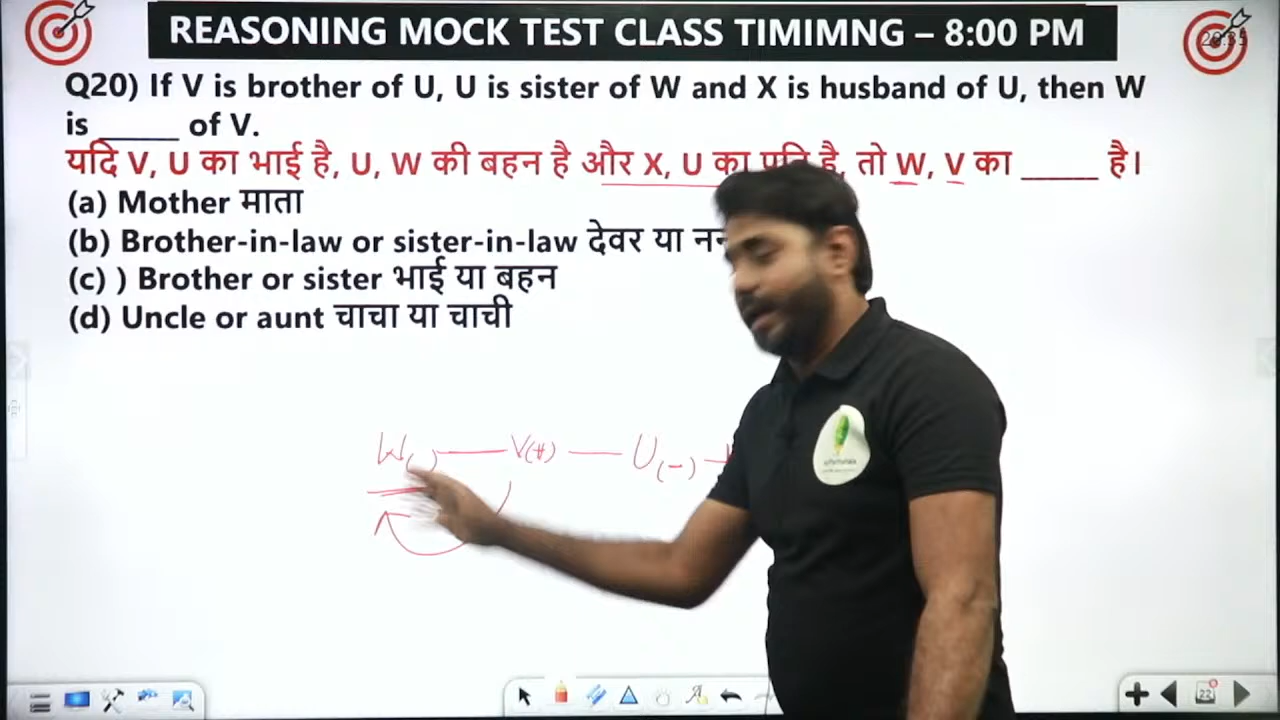 REASONING MOCK TEST CLASS TIMIMNG – 8:00 PM
Q20) If V is brother of U, U is sister of W and X is husband of U, then W
is _____ of V.
यदि V, U का भाई है, U, W की बहन है और X, U का पति है, तो W, V का _____ है।
(a) Mother माता
(b) Brother-in-law or sister-in-law देवर या
(c) ) Brother or sister भाई या बहन
(d) Uncle or aunt चाचा या चाची
W( ) — V(+) — U(-)
22